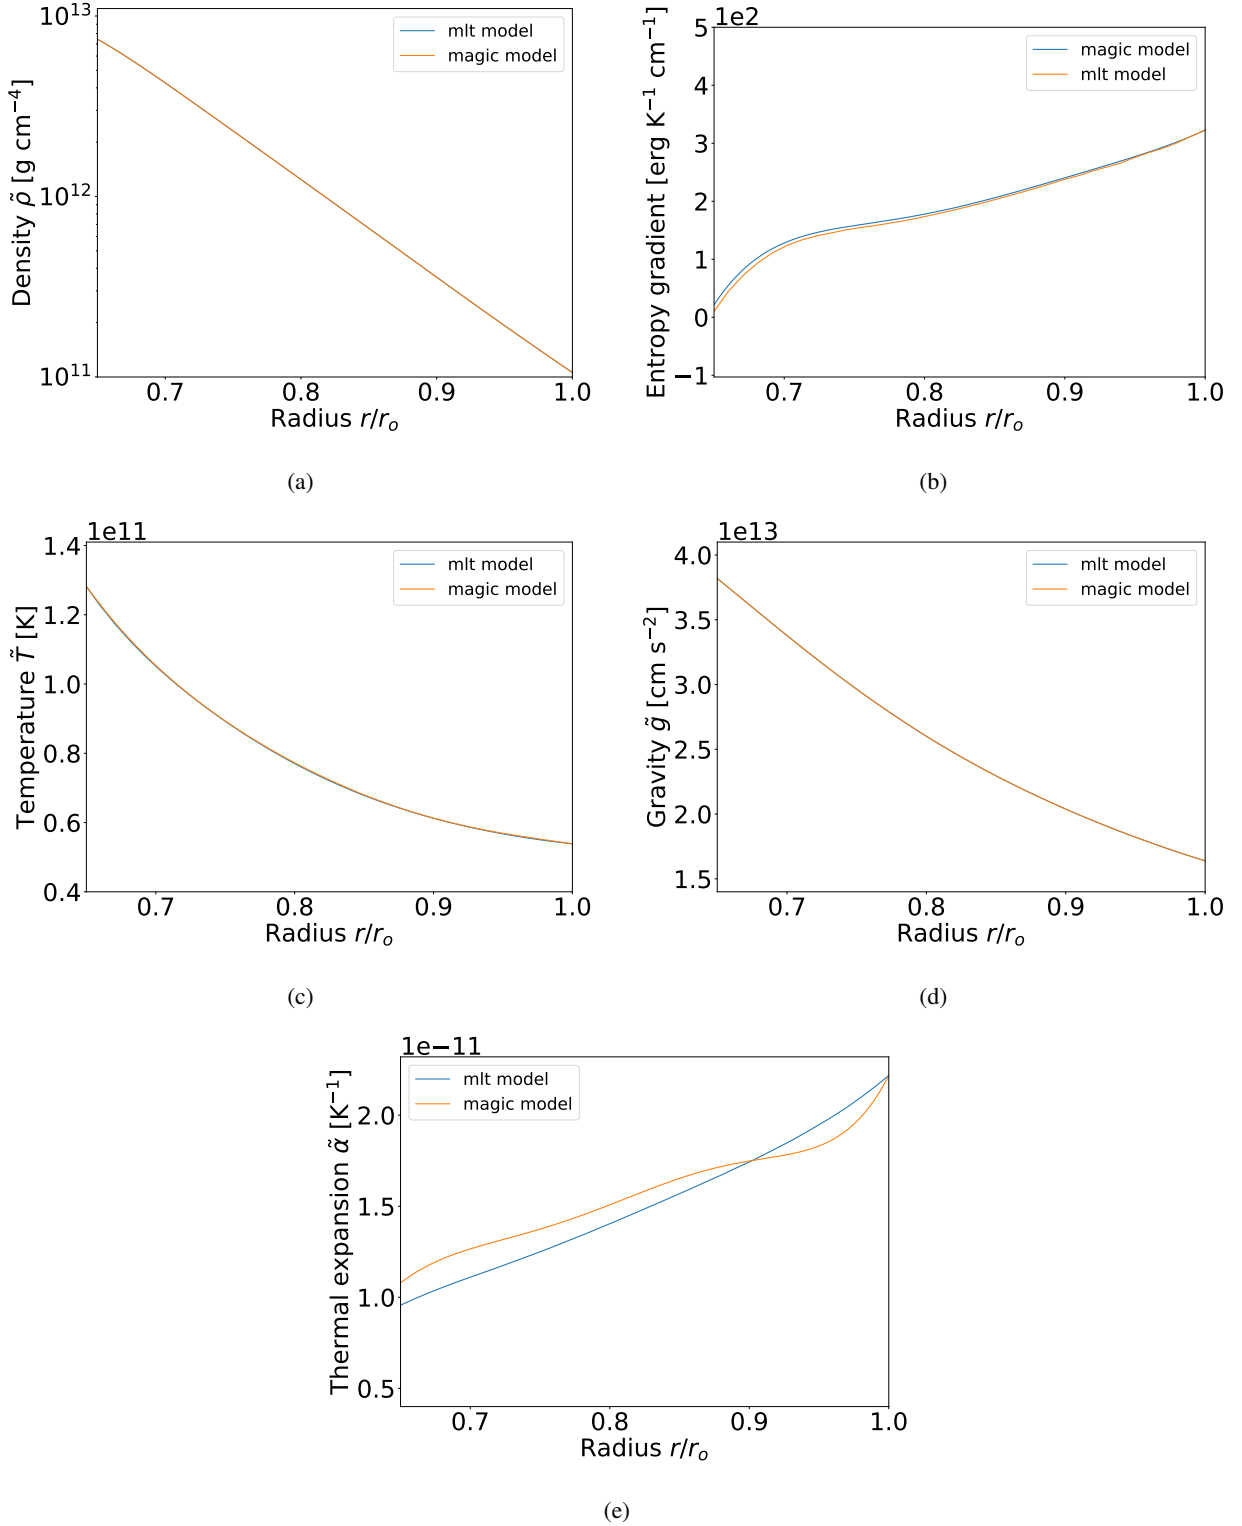 10^13
10^12
10^11
Density ρ̃ [g cm^−4]
mlt model
magic model
0.7 0.8 0.9 1.0
Radius r/r_o
(a)
1e2
5
4
3
2
1
0
−1
Entropy gradient [erg K^−1 cm^−1]
magic model
mlt model
0.7 0.8 0.9 1.0
Radius r/r_o
(b)
1e11
1.4
1.2
1.0
0.8
0.6
0.4
Temperature T̃ [K]
mlt model
magic model
0.7 0.8 0.9 1.0
Radius r/r_o
(c)
1e13
4.0
3.5
3.0
2.5
2.0
1.5
Gravity g̃ [cm s^−2]
mlt model
magic model
0.7 0.8 0.9 1.0
Radius r/r_o
(d)
1e−11
2.0
1.5
1.0
0.5
Thermal expansion α̃ [K^−1]
mlt model
magic model
0.7 0.8 0.9 1.0
Radius r/r_o
(e)